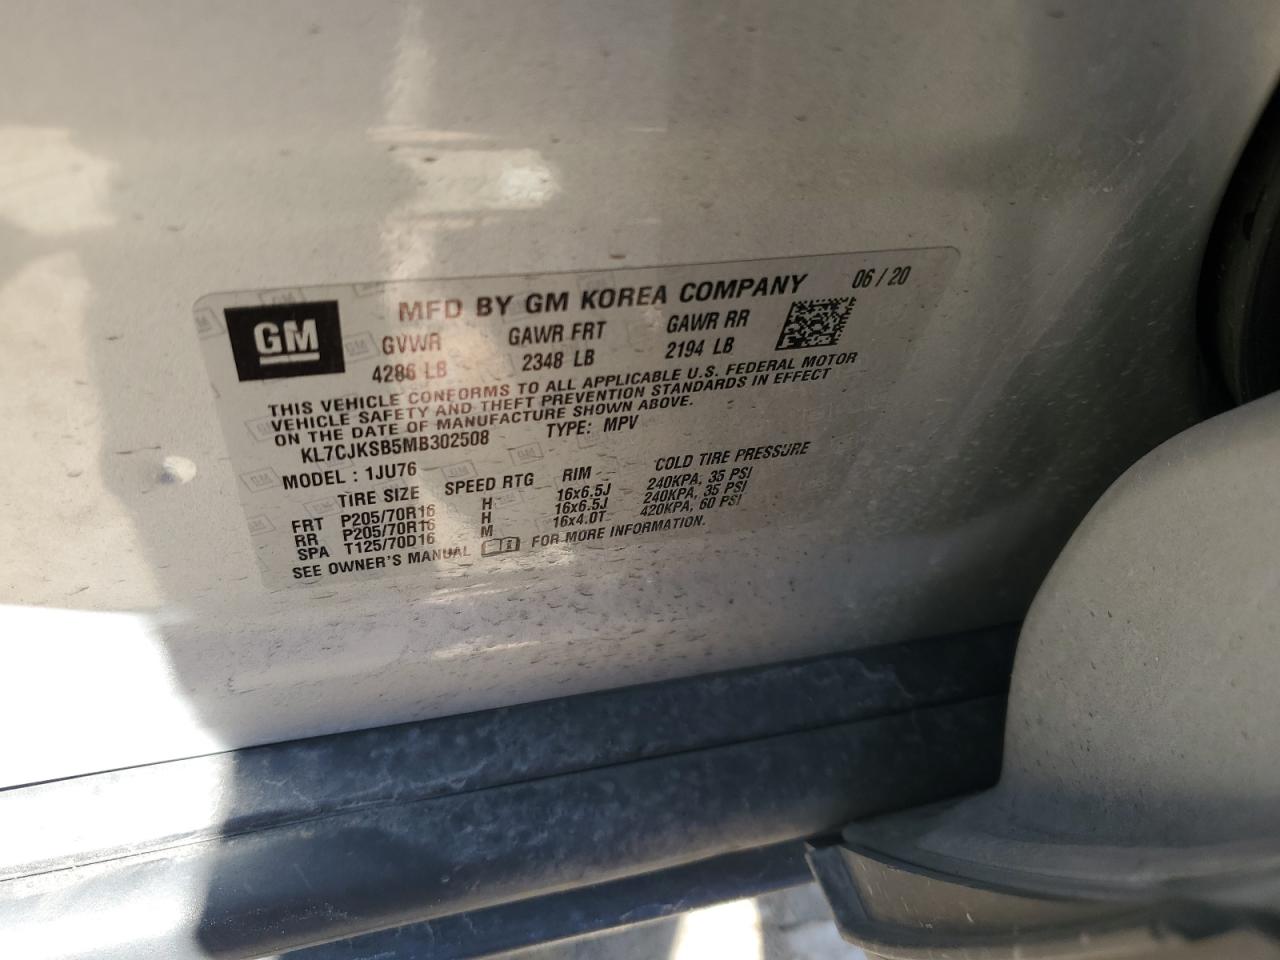 GM
MFD BY GM KOREA COMPANY 06/20
GVWR GAWR FRT GAWR RR
4286 LB 2348 LB 2194 LB
THIS VEHICLE CONFORMS TO ALL APPLICABLE U.S. FEDERAL MOTOR
VEHICLE SAFETY AND THEFT PREVENTION STANDARDS IN EFFECT
ON THE DATE OF MANUFACTURE SHOWN ABOVE.
KL7CJKSB5MB302508 TYPE: MPV
MODEL: 1JU76
TIRE SIZE SPEED RTG RIM COLD TIRE PRESSURE
FRT P205/70R16 H 16x6.5J 240KPA, 35 PSI
RR P205/70R16 H 16x6.5J 240KPA, 35 PSI
SPA T125/70D16 M 16x4.0T 420KPA, 60 PSI
SEE OWNER'S MANUAL FOR MORE INFORMATION.